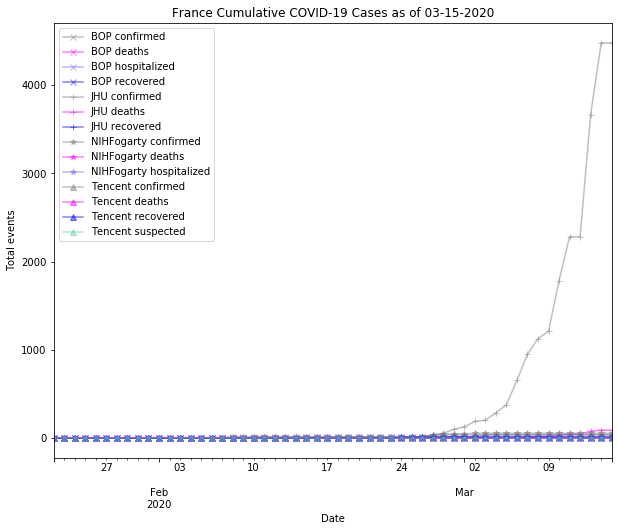 France Cumulative COVID-19 Cases as of 03-15-2020
BOP confirmed
BOP deaths
BOP hospitalized
BOP recovered
JHU confirmed
JHU deaths
JHU recovered
NIHFogarty confirmed
NIHFogarty deaths
NIHFogarty hospitalized
Tencent confirmed
Tencent deaths
Tencent recovered
Tencent suspected
Total events
4000
3000
2000
1000
0
27 03 10 17 24 02 09
Feb Mar
2020
Date